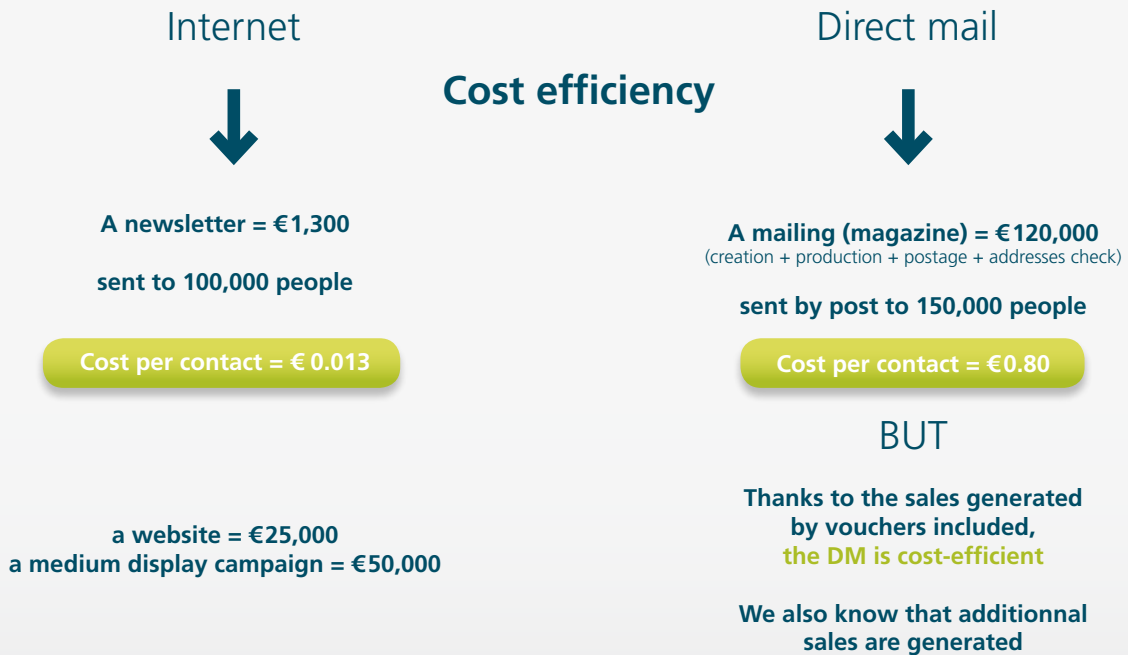 Internet
Direct mail
Cost efficiency
A newsletter = €1,300
sent to 100,000 people
Cost per contact = € 0.013
a website = €25,000
a medium display campaign = €50,000
A mailing (magazine) = €120,000
(creation + production + postage + addresses check)
sent by post to 150,000 people
Cost per contact = €0.80
BUT
Thanks to the sales generated
by vouchers included,
the DM is cost-efficient
We also know that additionnal
sales are generated